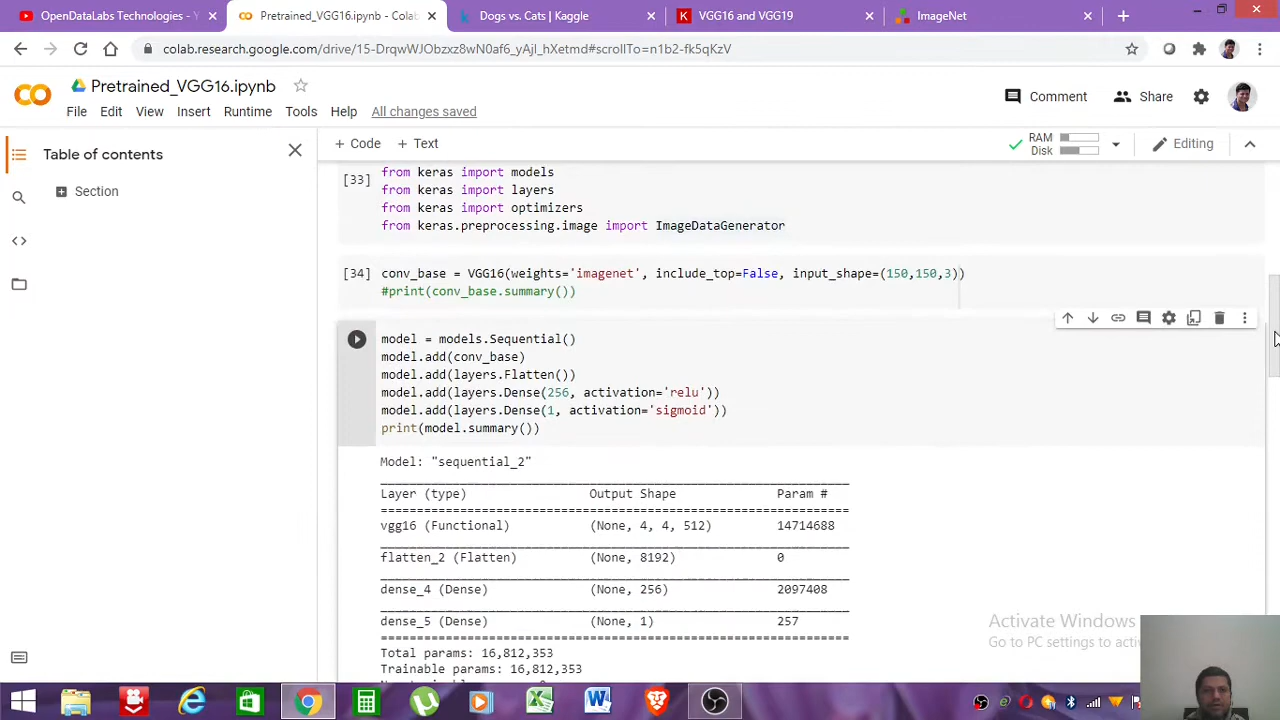 OpenDataLabs Technologies - Y
Pretrained_VGG16.ipynb - Colab
Dogs vs. Cats | Kaggle
VGG16 and VGG19
ImageNet
colab.research.google.com/drive/15-DrqwWJObzxz8wN0af6_yAjl_hXetmd#scrollTo=n1b2-fk5qKzV
Pretrained_VGG16.ipynb
Comment
Share
File Edit View Insert Runtime Tools Help All changes saved
Table of contents
+ Code + Text
RAM
Disk
Editing
Section
[33]
from keras import models
from keras import layers
from keras import optimizers
from keras.preprocessing.image import ImageDataGenerator
[34] conv_base = VGG16(weights='imagenet', include_top=False, input_shape=(150,150,3))
#print(conv_base.summary())
model = models.Sequential()
model.add(conv_base)
model.add(layers.Flatten())
model.add(layers.Dense(256, activation='relu'))
model.add(layers.Dense(1, activation='sigmoid'))
print(model.summary())
Model: "sequential_2"
Layer (type) Output Shape Param #
vgg16 (Functional) (None, 4, 4, 512) 14714688
flatten_2 (Flatten) (None, 8192) 0
dense_4 (Dense) (None, 256) 2097408
dense_5 (Dense) (None, 1) 257
Total params: 16,812,353
Trainable params: 16,812,353
Activate Windows
Go to PC settings to